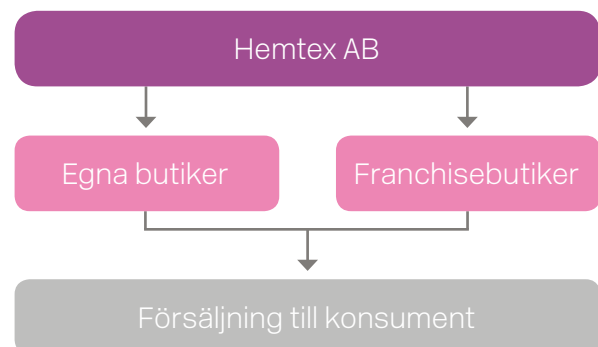 Hemtex AB
Egna butiker
Franchisebutiker
Försäljning till konsument